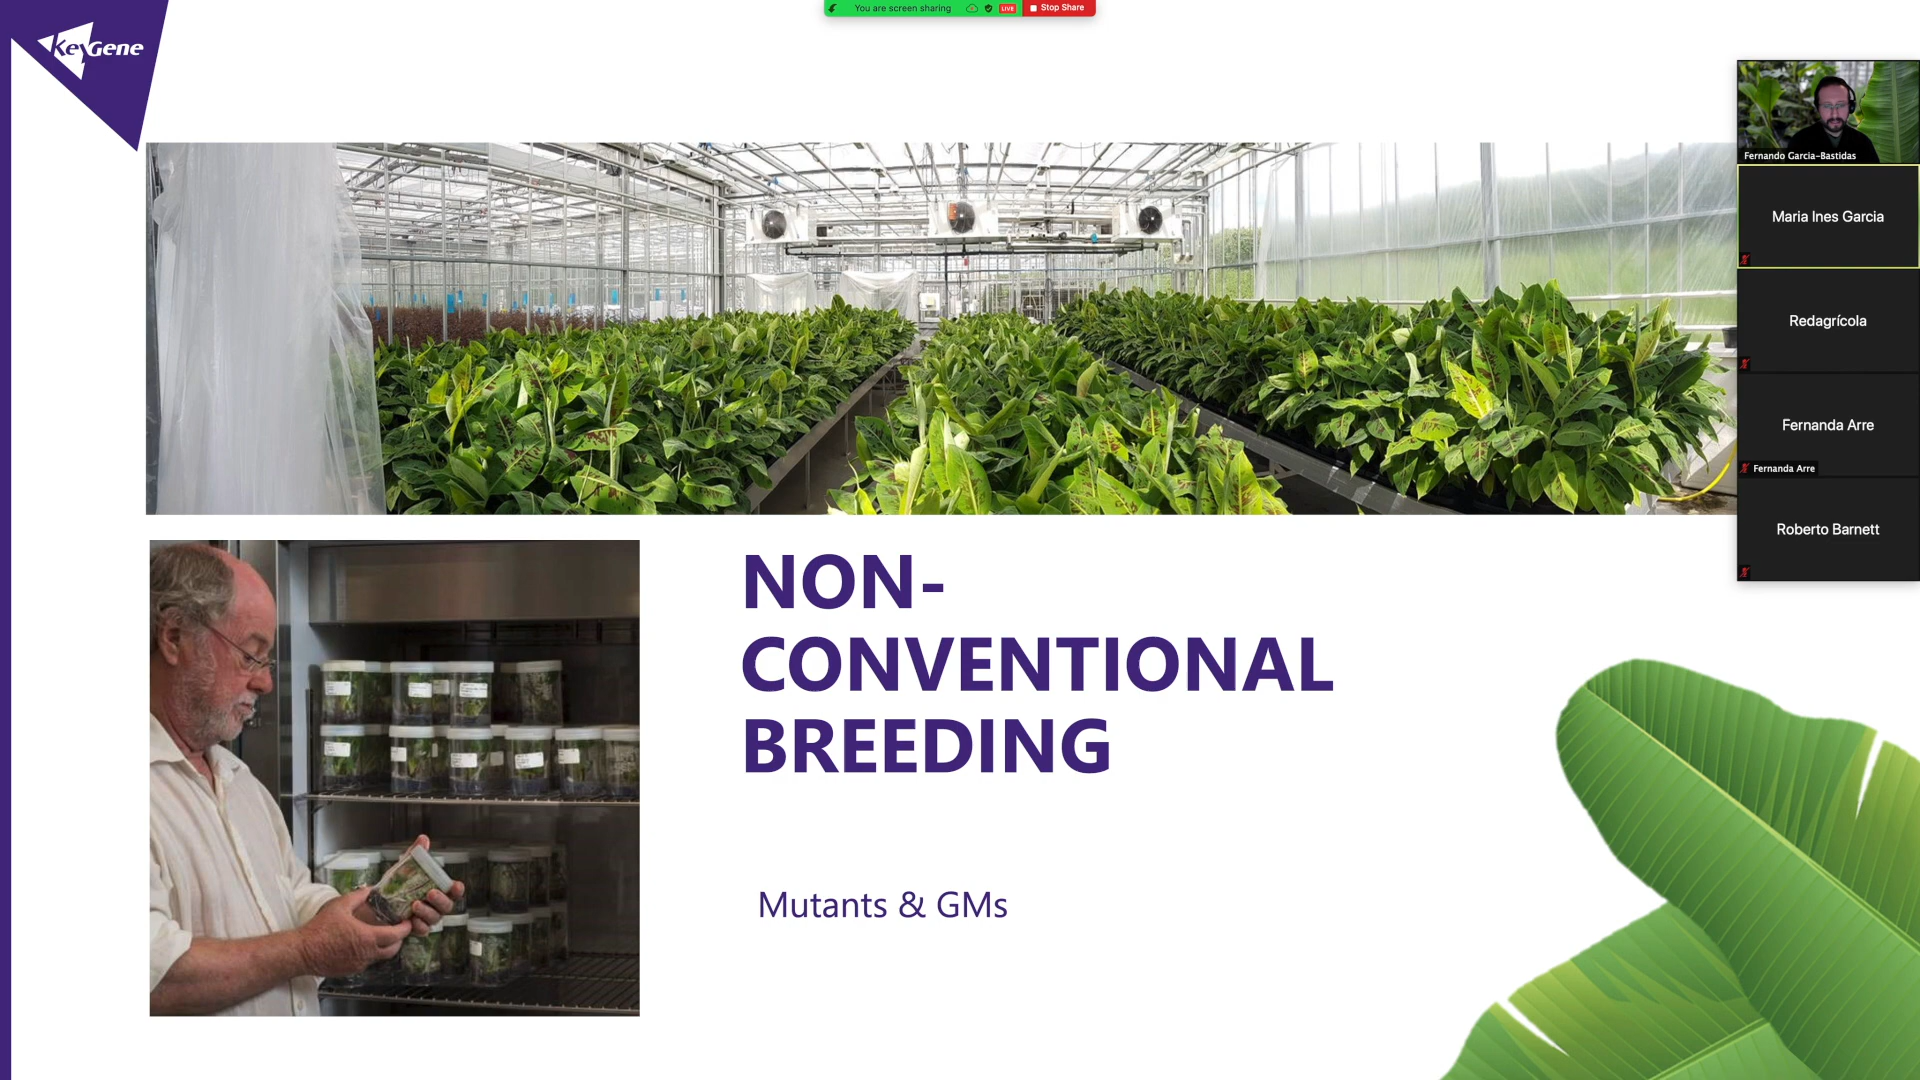 You are screen sharing
LIVE
Stop Share
KeyGene
Fernando Garcia-Bastidas
Maria Ines Garcia
Redagrícola
Fernanda Arre
Fernanda Arre
Roberto Barnett
NON-
CONVENTIONAL
BREEDING
Mutants & GMs